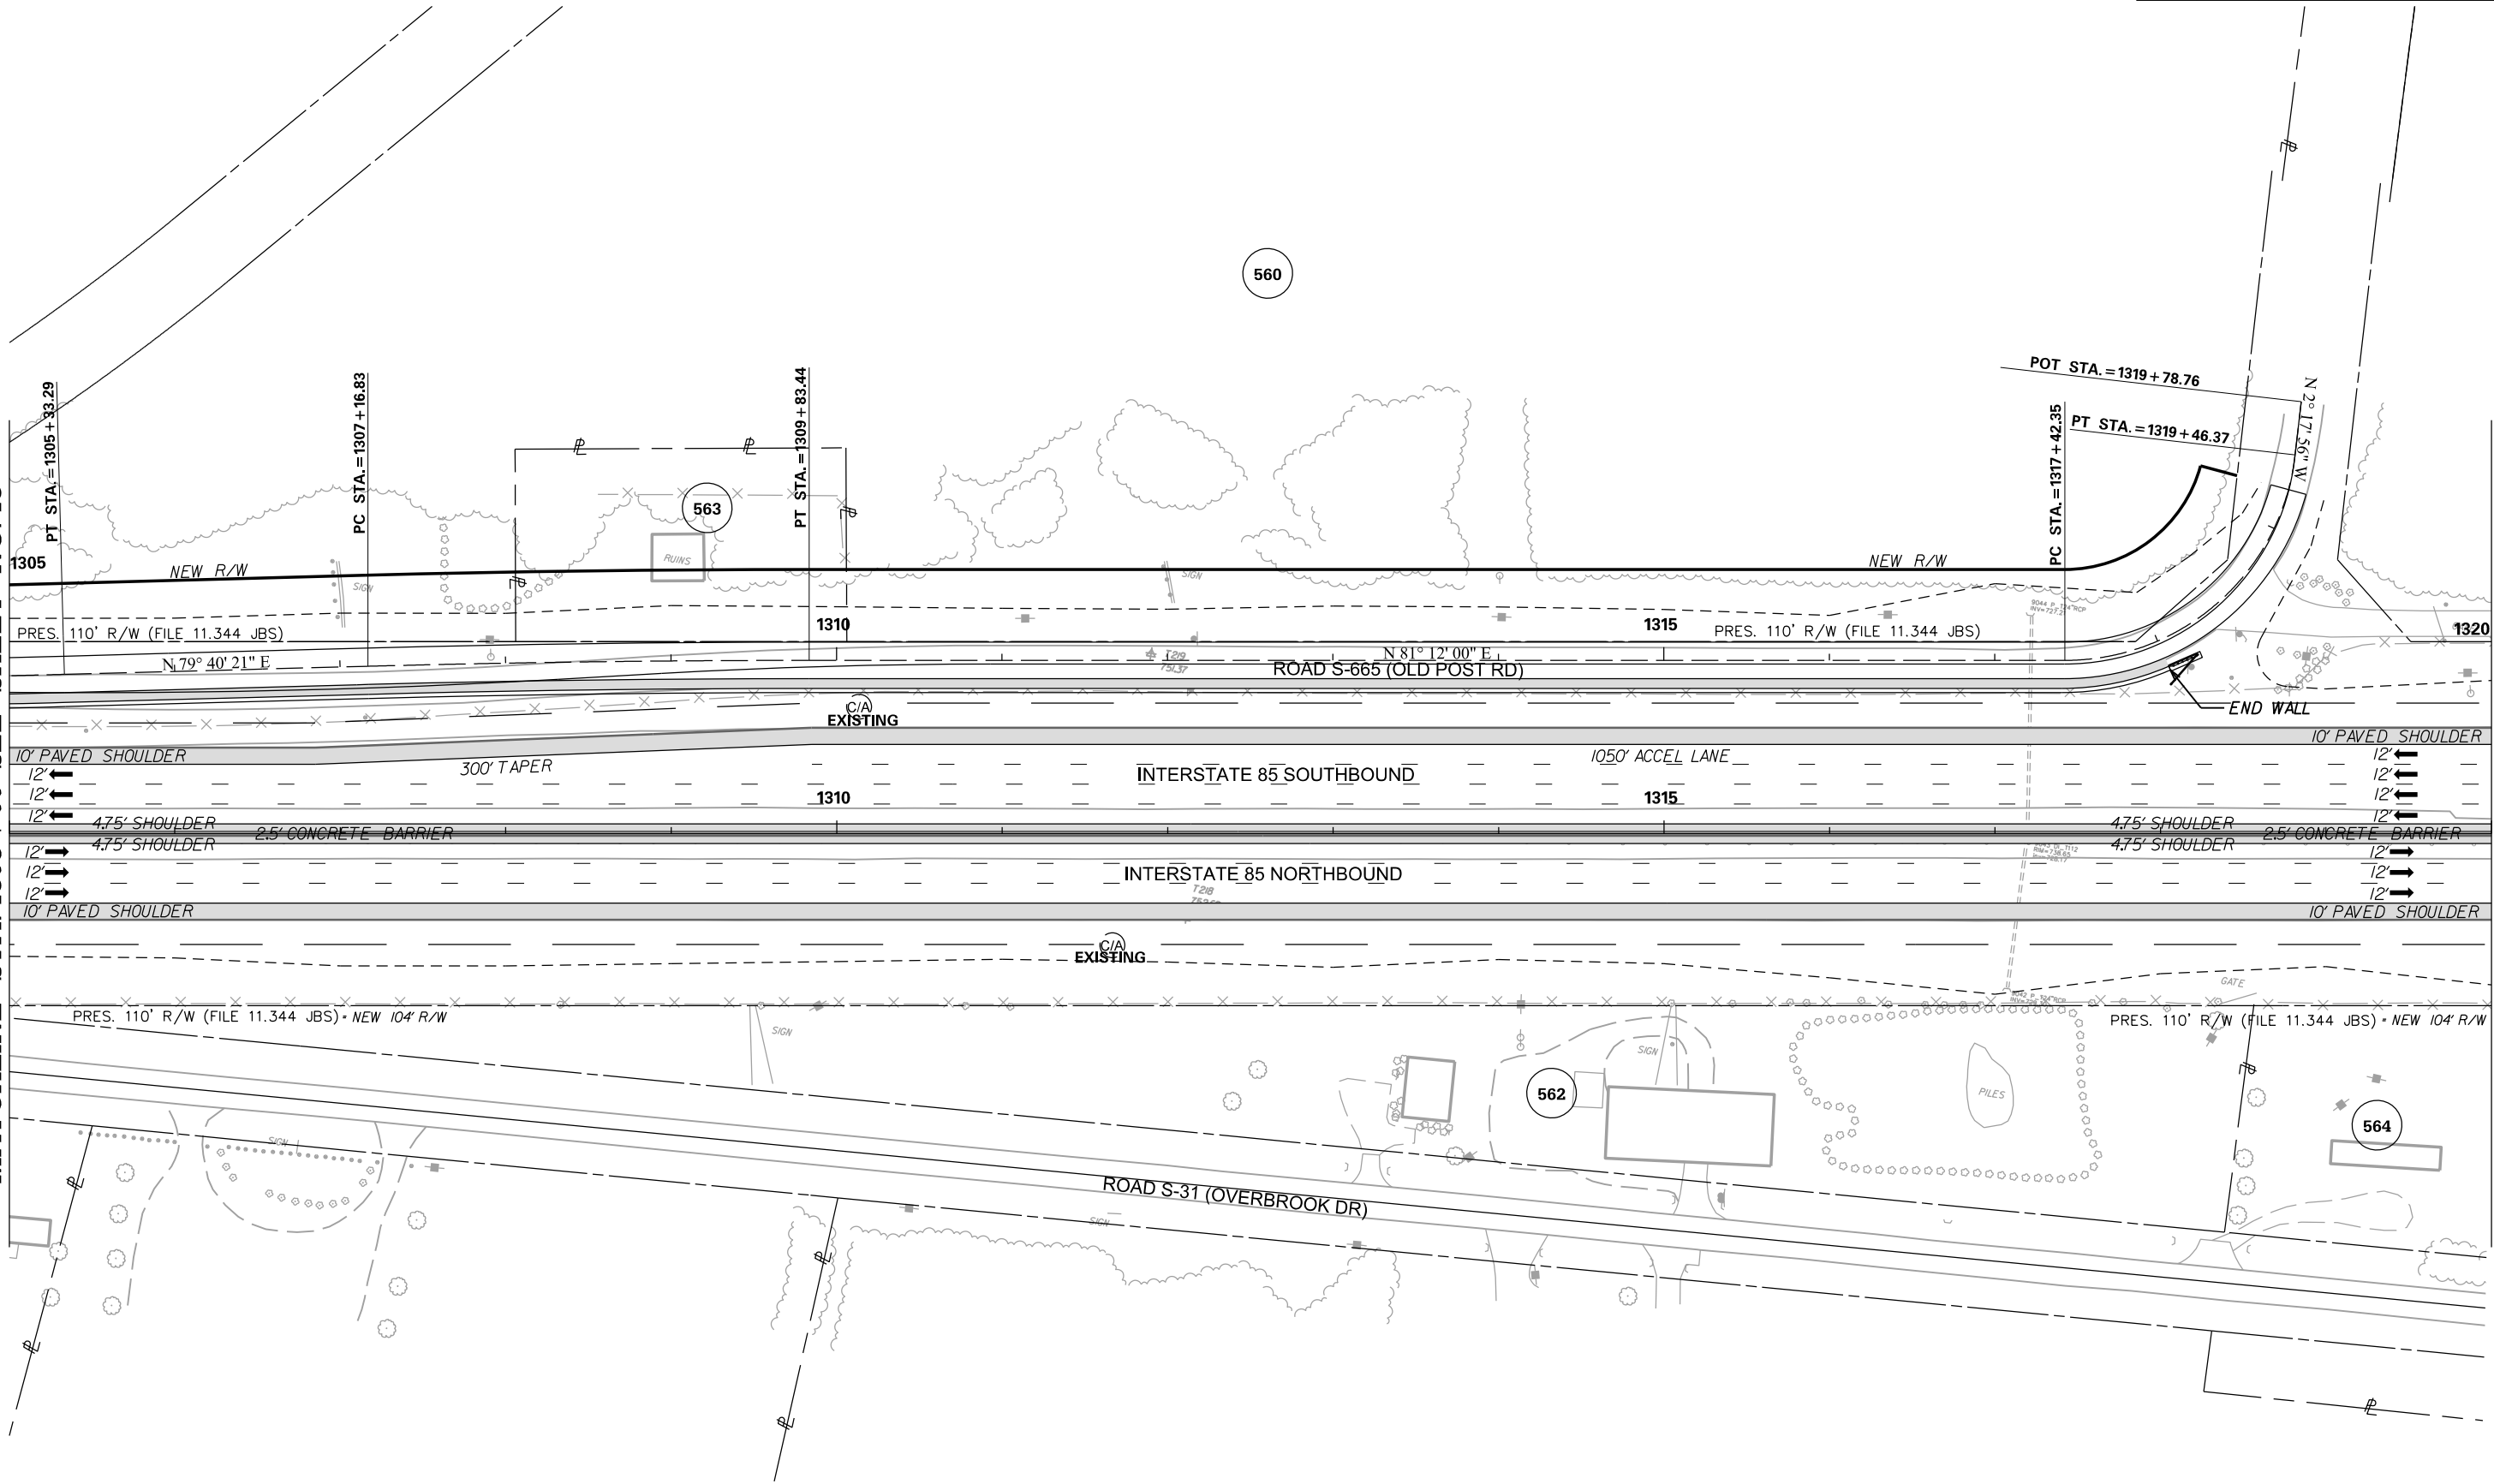 560
POT STA. = 1319 + 78.76
N 2° 17' 56" W
PT STA. = 1319 + 46.37
PC STA. = 1317 + 42.35
PT STA. = 1305 + 33.29
PC STA. = 1307 + 16.83
PT STA. = 1309 + 83.44
563
RUINS
1305
NEW R/W
SIGN
SIGN
NEW R/W
PRES. 110' R/W (FILE 11.344 JBS)
1310
1315
PRES. 110' R/W (FILE 11.344 JBS)
1320
N 79° 40' 21" E
T219
751.37
N 81° 12' 00" E
ROAD S-665 (OLD POST RD)
C/A
EXISTING
END WALL
10' PAVED SHOULDER
10' PAVED SHOULDER
300' TAPER
1050' ACCEL LANE
INTERSTATE 85 SOUTHBOUND
12'
12'
12'
12'
12'
12'
12'
1310
1315
4.75' SHOULDER
4.75' SHOULDER
2.5' CONCRETE BARRIER
2.5' CONCRETE BARRIER
4.75' SHOULDER
4.75' SHOULDER
12'
12'
12'
12'
12'
12'
INTERSTATE 85 NORTHBOUND
T218
10' PAVED SHOULDER
10' PAVED SHOULDER
C/A
EXISTING
GATE
PRES. 110' R/W (FILE 11.344 JBS) = NEW 104' R/W
PRES. 110' R/W (FILE 11.344 JBS) = NEW 104' R/W
SIGN
SIGN
562
PILES
564
SIGN
ROAD S-31 (OVERBROOK DR)
SIGN